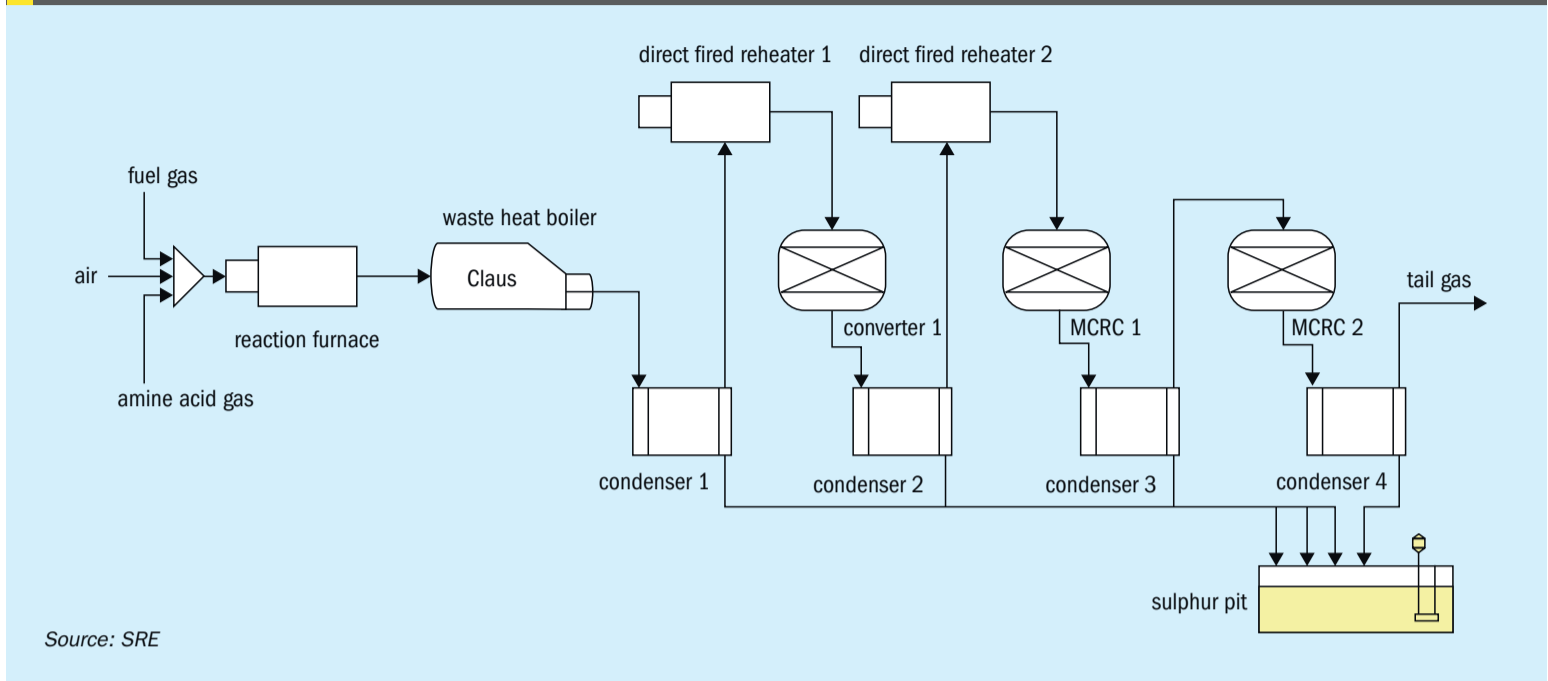 direct fired reheater 1
direct fired reheater 2
fuel gas
waste heat boiler
air
Claus
tail gas
reaction furnace
converter 1
MCRC 1
MCRC 2
amine acid gas
condenser 1
condenser 2
condenser 3
condenser 4
sulphur pit
Source: SRE